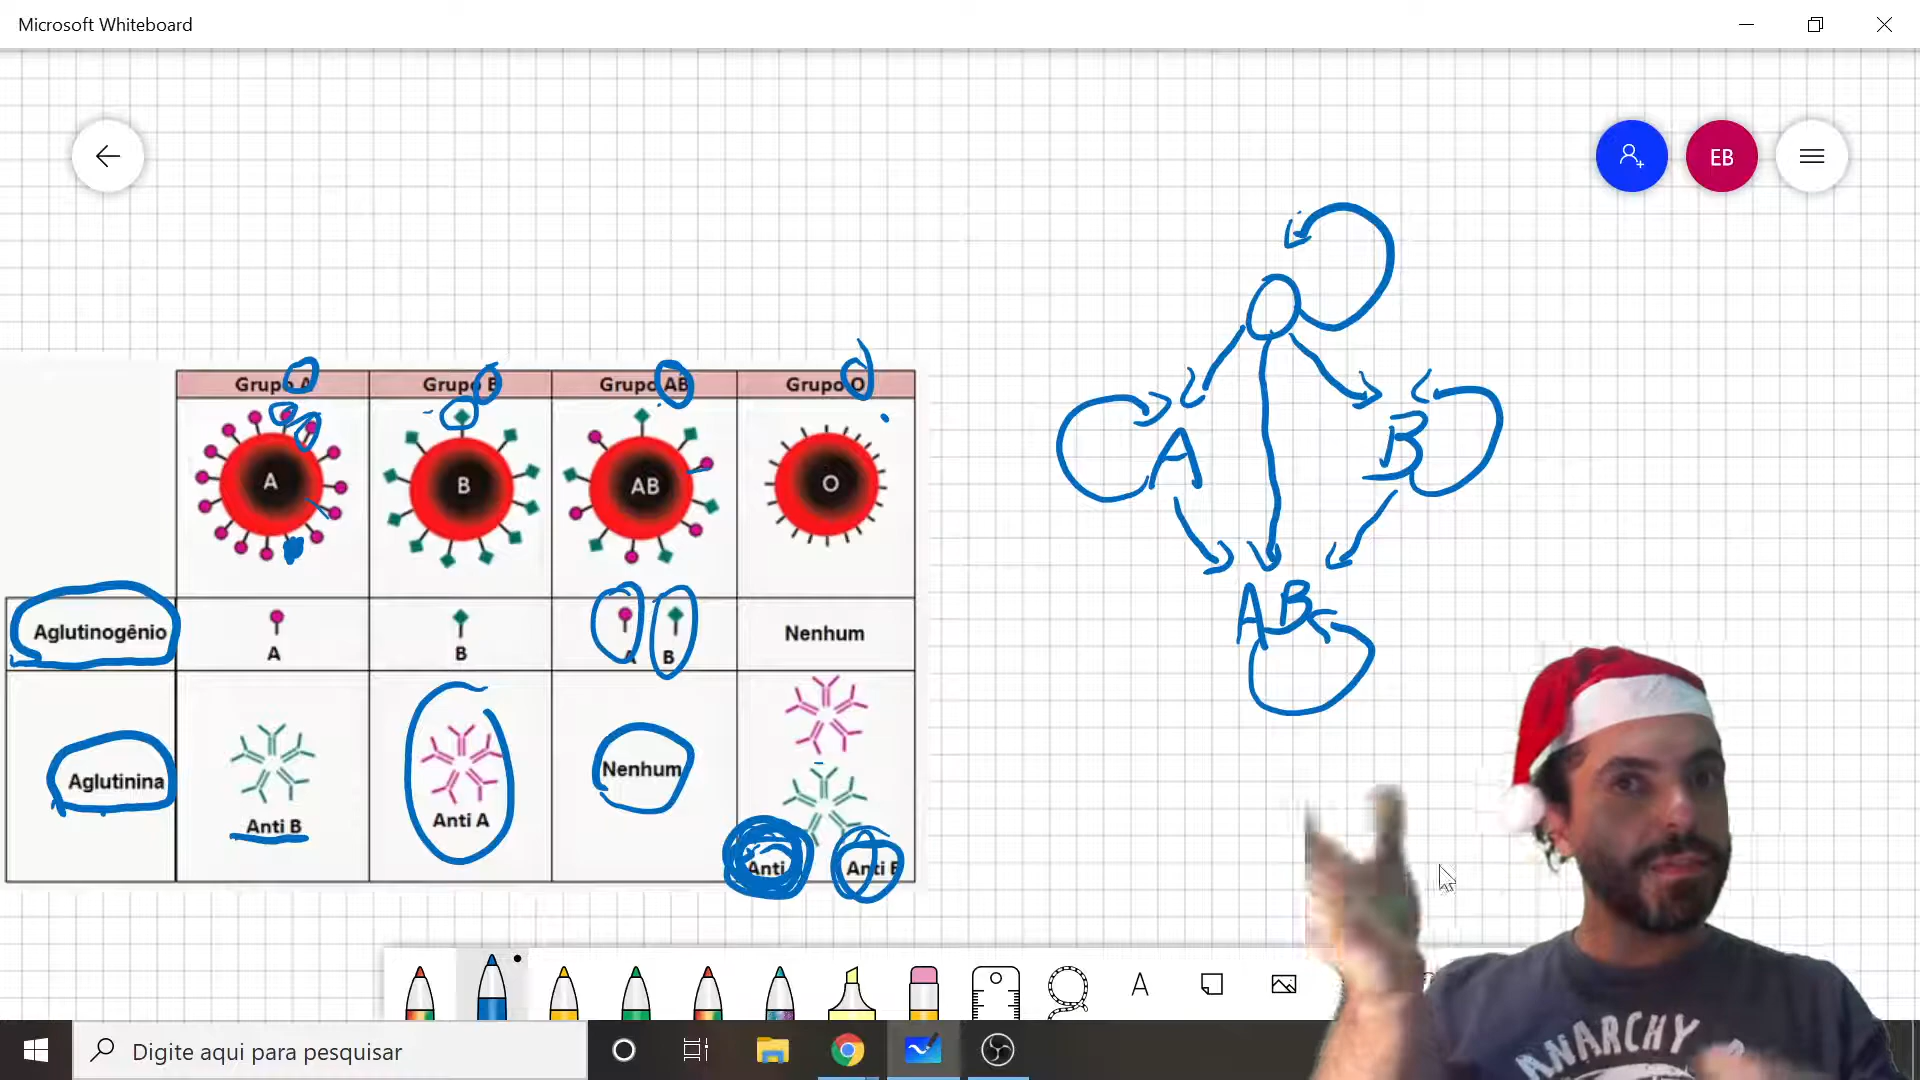 Microsoft Whiteboard
EB
Grupo A Grupo B Grupo AB Grupo O
A B AB O
A B
Aglutinogênio A B A B Nenhum
AB
Aglutinina Anti B Anti A Nenhum Anti Anti B
A
Digite aqui para pesquisar
ANARCHY